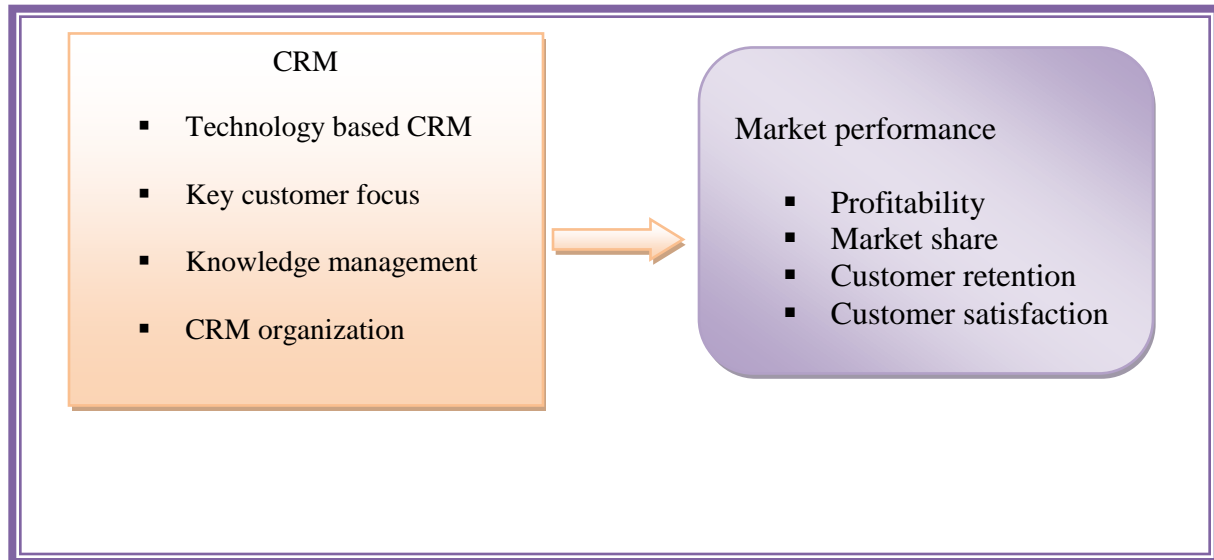 CRM
▪ Technology based CRM
▪ Key customer focus
▪ Knowledge management
▪ CRM organization
Market performance
▪ Profitability
▪ Market share
▪ Customer retention
▪ Customer satisfaction